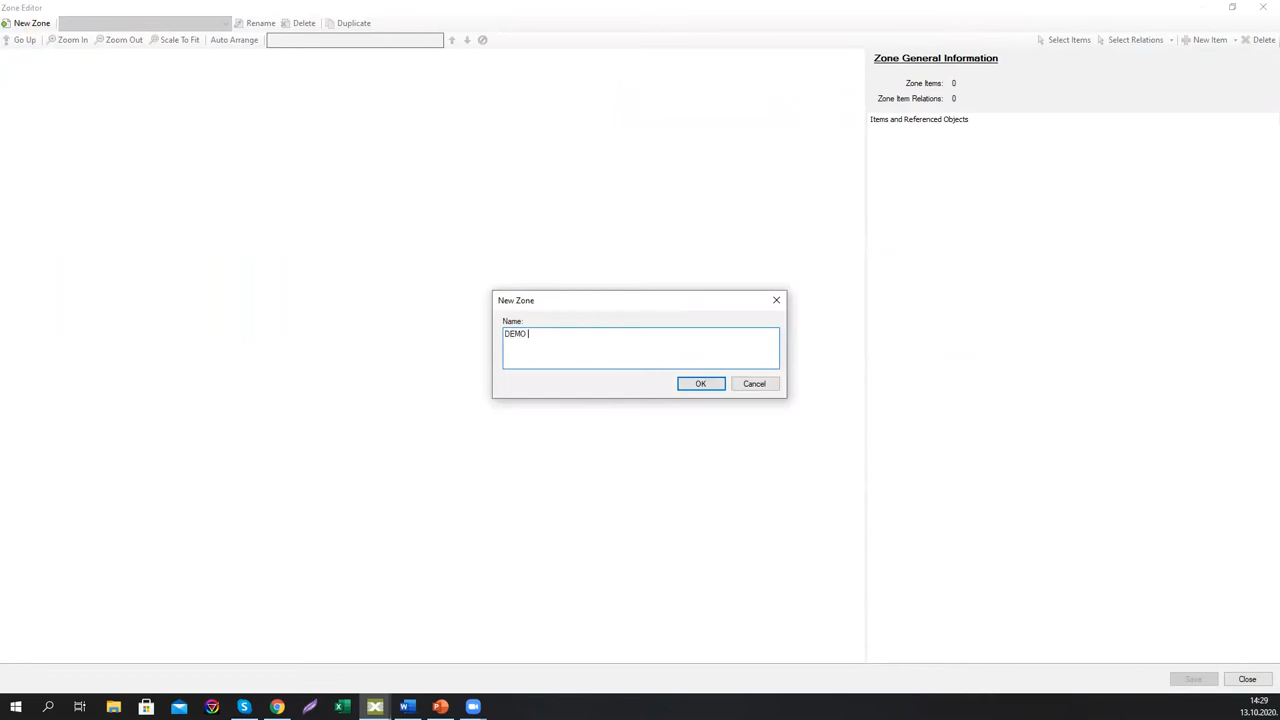 Zone Editor
New Zone Rename Delete Duplicate
Go Up Zoom In Zoom Out Scale To Fit Auto Arrange Select Items Select Relations New Item Delete
Zone General Information
Zone Items: 0
Zone Item Relations: 0
Items and Referenced Objects
New Zone
Name:
DEMO
OK Cancel
Save Close
14:29
13.10.2020.